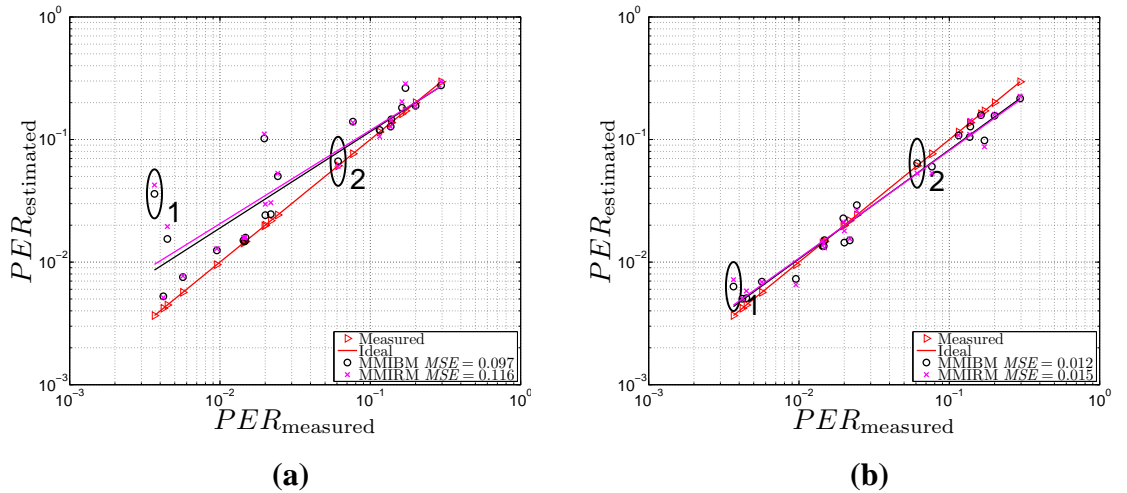 10^0
10^-1
10^-2
10^-3
10^-3
10^-2
10^-1
10^0
PER_estimated
PER_measured
1
2
Measured
Ideal
MMIBM MSE = 0.097
MMIRM MSE = 0.116
(a)
10^0
10^-1
10^-2
10^-3
10^-3
10^-2
10^-1
10^0
PER_estimated
PER_measured
1
2
Measured
Ideal
MMIBM MSE = 0.012
MMIRM MSE = 0.015
(b)